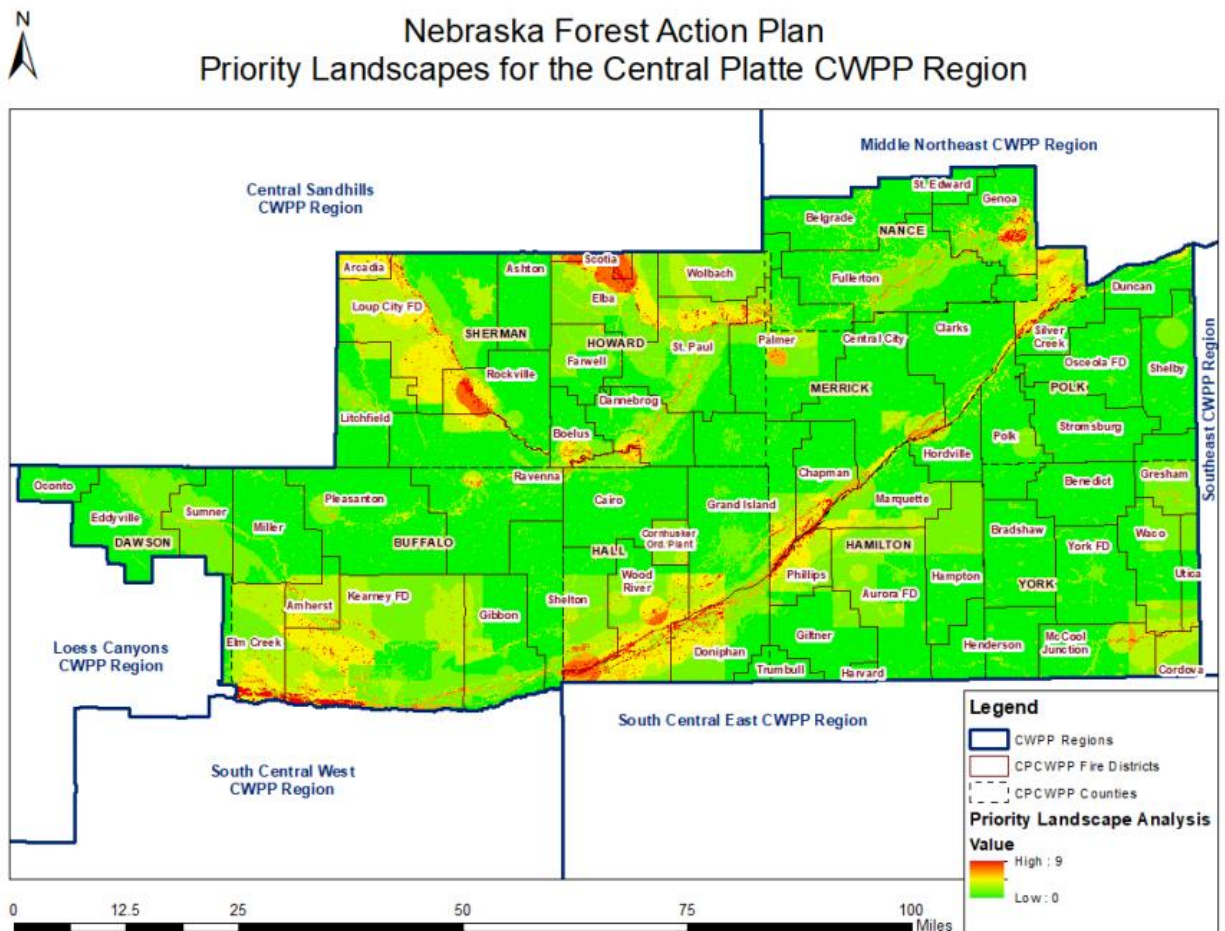 N
Nebraska Forest Action Plan
Priority Landscapes for the Central Platte CWPP Region
Middle Northeast CWPP Region
Central Sandhills
CWPP Region
St. Edward
Genoa
Belgrade
NANCE
Scotia
Arcadia
Ashton
Wolbach
Fullerton
Duncan
Elba
Loup City FD
SHERMAN
HOWARD
St. Paul
Palmer
Central City
Clarks
Silver
Creek
Osceola FD
Shelby
Farwell
Rockville
MERRICK
POLK
Dannebrog
Litchfield
Boelus
Polk
Stromsburg
Hordville
Southeast CWPP Region
Oconto
Ravenna
Chapman
Benedict
Gresham
Pleasanton
Cairo
Grand Island
Marquette
Eddyville
Sumner
Miller
DAWSON
BUFFALO
HALL
Cornhusker
Ord. Plant
HAMILTON
Bradshaw
York FD
Waco
Wood
River
Phillips
Hampton
YORK
Utica
Amherst
Kearney FD
Gibbon
Shelton
Aurora FD
Elm Creek
Doniphan
Giltner
Henderson
McCool
Junction
Trumbull
Harvard
Cordova
Loess Canyons
CWPP Region
South Central East CWPP Region
South Central West
CWPP Region
Legend
CWPP Regions
CPCWPP Fire Districts
CPCWPP Counties
Priority Landscape Analysis
Value
High : 9
Low : 0
0 12.5 25 50 75 100
Miles